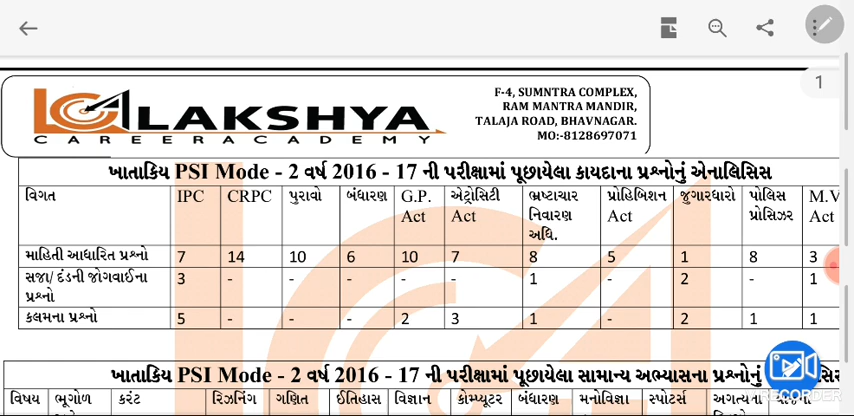 1
F-4, SUMNTRA COMPLEX,
RAM MANTRA MANDIR,
TALAJA ROAD, BHAVNAGAR.
MO:-8128697071
LCA LAKSHYA
CAREER ACADEMY
ખાતાકિય PSI Mode - 2 વર્ષ 2016 - 17 ની પરીક્ષામાં પૂછાયેલા કાયદાના પ્રશ્નોનું એનાલિસિસ
વિગત IPC CRPC પુરાવો બંધારણ G.P. Act એટ્રોસિટી Act ભ્રષ્ટાચાર નિવારણ અધિ. પ્રોહિબિશન Act જુગારધારો પોલિસ પ્રોસિઝર M.V Act
માહિતી આધારિત પ્રશ્નો 7 14 10 6 10 7 8 5 1 8 3
સજા/ દંડની જોગવાઈના પ્રશ્નો 3 - - - - - 1 - 2 - 1
કલમના પ્રશ્નો 5 - - - 2 3 1 - 2 1 1
ખાતાકિય PSI Mode - 2 વર્ષ 2016 - 17 ની પરીક્ષામાં પૂછાયેલા સામાન્ય અભ્યાસના પ્રશ્નોનું
વિષય ભૂગોળ કરંટ રિઝનિંગ ગણિત ઈતિહાસ વિજ્ઞાન કોમ્પ્યુટર બંધારણ મનોવિજ્ઞા સ્પોર્ટસ અગત્યતા
RECORDER